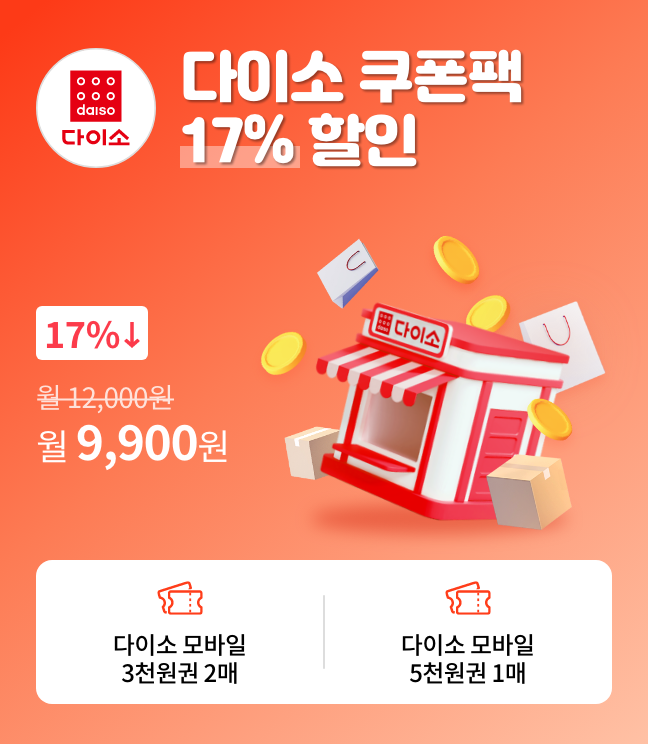 daiso
다이소
다이소 쿠폰팩
17% 할인
daiso
다이소
17%↓
월 12,000원
월 9,900원
다이소 모바일
3천원권 2매
다이소 모바일
5천원권 1매